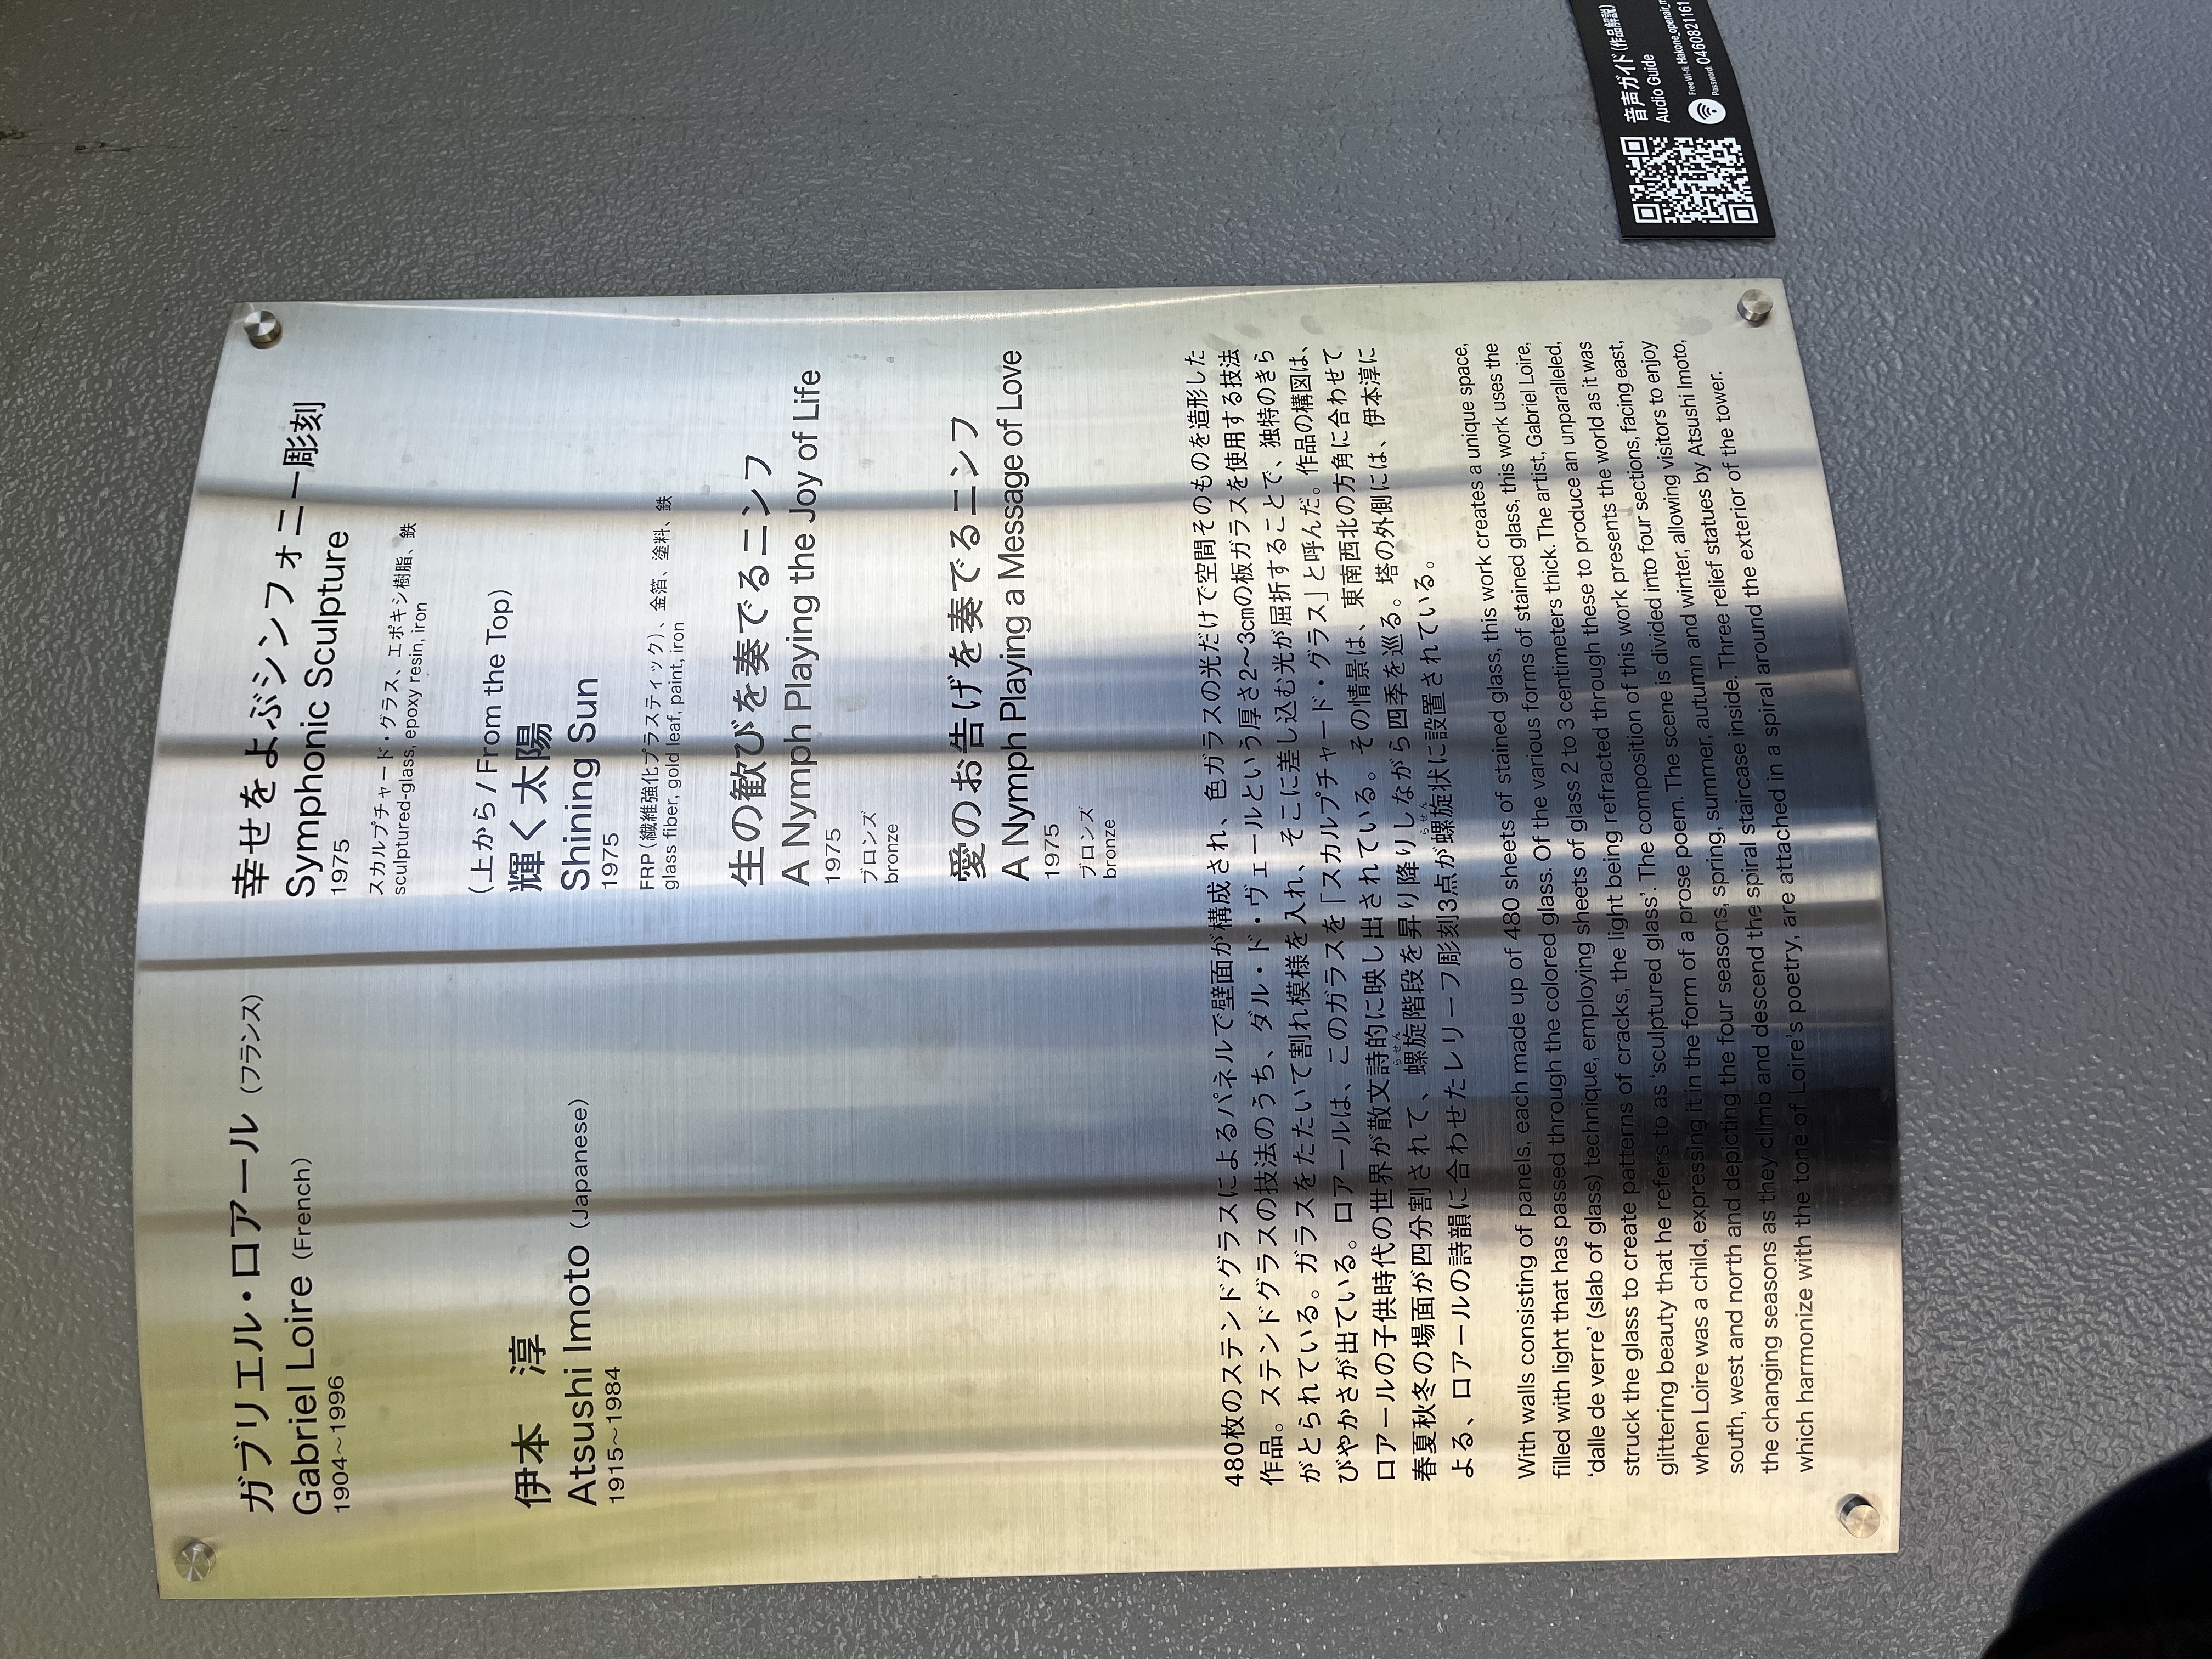 ガブリエル・ロアール (フランス)
Gabriel Loire (French)
1904〜1996
幸せをよぶシンフォニー彫刻
Symphonic Sculpture
1975
スカルプチャード・グラス、エポキシ樹脂、鉄
sculptured-glass, epoxy resin, iron
伊本 淳
Atsushi Imoto (Japanese)
1915〜1984
(上から/From the Top)
輝く太陽
Shining Sun
1975
FRP(繊維強化プラスティック)、金箔、塗料、鉄
glass fiber, gold leaf, paint, iron
生の歓びを奏でるニンフ
A Nymph Playing the Joy of Life
1975
ブロンズ
bronze
愛のお告げを奏でるニンフ
A Nymph Playing a Message of Love
1975
ブロンズ
bronze
480枚のステンドグラスによるパネルで壁面が構成され、色ガラスの光だけで空間そのものを造形した
作品。ステンドグラスの技法のうち、ダル・ド・ヴェールという厚さ2〜3cmの板ガラスを使用する技法
がとられている。ガラスをたたいて割れ模様を入れ、そこに差し込む光が屈折することで、独特のきら
びやかさが出ている。ロアールは、このガラスを「スカルプチャード・グラス」と呼んだ。作品の構図は、
ロアールの子供時代の世界が散文詩的に映し出されている。その情景は、東南西北の方角に合わせて
春夏秋冬の場面が四分割されて、螺旋階段を昇り降りしながら四季を巡る。塔の外側には、伊本淳に
よる、ロアールの詩韻に合わせたレリーフ彫刻3点が螺旋状に設置されている。
With walls consisting of panels, each made up of 480 sheets of stained glass, this work creates a unique space,
filled with light that has passed through the colored glass. Of the various forms of stained glass, this work uses the
'dalle de verre' (slab of glass) technique, employing sheets of glass 2 to 3 centimeters thick. The artist, Gabriel Loire,
struck the glass to create patterns of cracks, the light being refracted through these to produce an unparalleled,
glittering beauty that he refers to as 'sculptured glass'. The composition of this work presents the world as it was
when Loire was a child, expressing it in the form of a prose poem. The scene is divided into four sections, facing east,
south, west and north and depicting the four seasons, spring, summer, autumn and winter, allowing visitors to enjoy
the changing seasons as they climb and descend the spiral staircase inside. Three relief statues by Atsushi Imoto,
which harmonize with the tone of Loire's poetry, are attached in a spiral around the exterior of the tower.
音声ガイド(作品解説)
Audio Guide
Free Wi-fi: Hakone_openair_m
Password: 0460821161